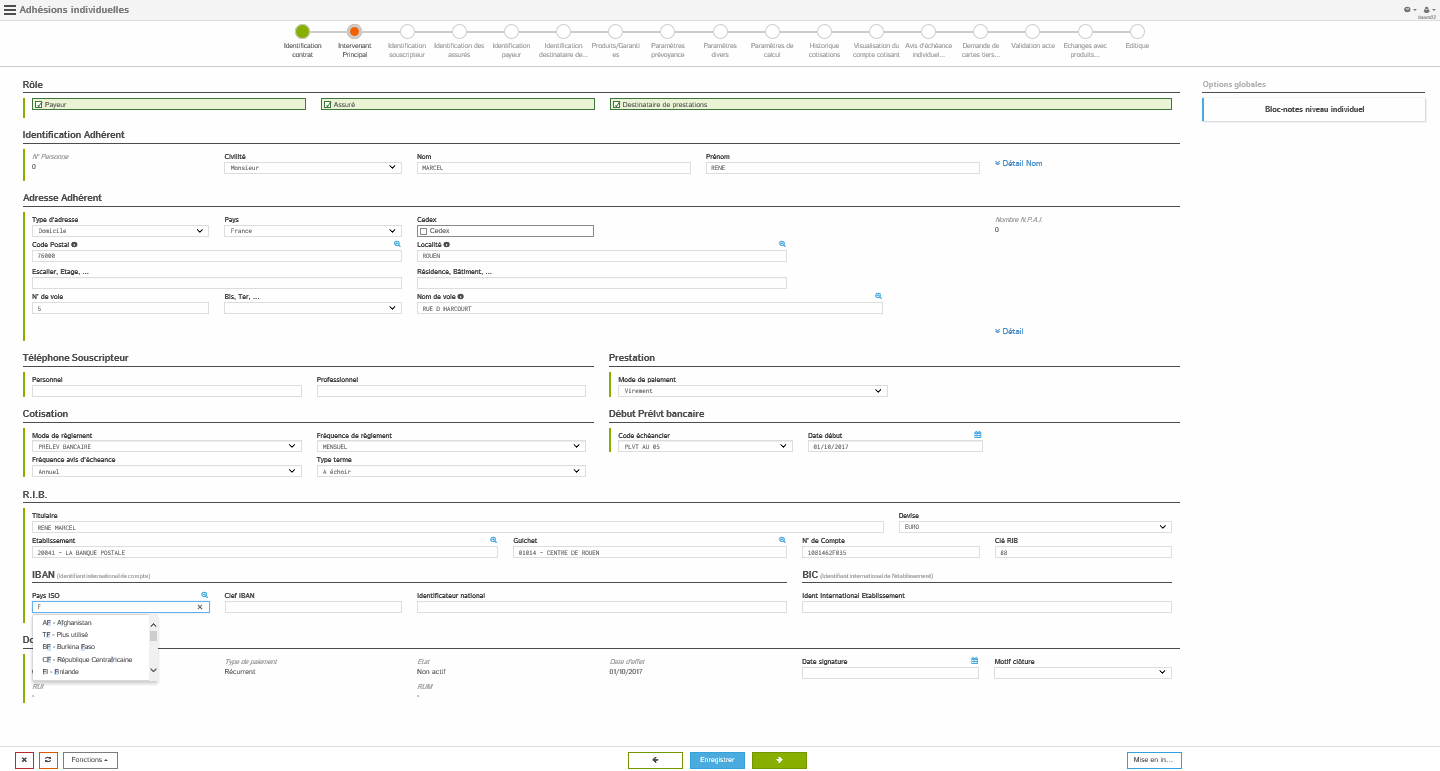 Adhésions individuelles
Identification contrat
Intervenant Principal
Identification souscripteur
Identification des assurés
Identification payeur
Identification destinataire de...
Produits/Garanties
Paramètres prévoyance
Paramètres divers
Paramètres de calcul
Historique cotisations
Visualisation du compte cotisant
Avis d'échéance individuel...
Demande de cartes tiers...
Validation acte
Echanges avec produits...
Editique
Rôle
Options globales
Payeur Assuré Destinataire de prestations
Bloc-notes niveau individuel
Identification Adhérent
N° Personne Civilité Nom Prénom
0 Monsieur MARCEL RENE Détail Nom
Adresse Adhérent
Type d'adresse Pays Cedex Nombre N.P.A.I.
Domicile France Cedex 0
Code Postal Localité
76000 ROUEN
Escalier, Etage, ... Résidence, Bâtiment, ...
N° de voie Bis, Ter, ... Nom de voie
5 RUE D HARCOURT
Détail
Téléphone Souscripteur Prestation
Personnel Professionnel Mode de paiement
Virement
Cotisation Début Prélvt bancaire
Mode de règlement Fréquence de règlement Code échéancier Date début
PRELEV BANCAIRE MENSUEL PLVT AU 05 01/10/2017
Fréquence avis d'écheance Type terme
Annuel A échoir
R.I.B.
Titulaire Devise
RENE MARCEL EURO
Etablissement Guichet N° de Compte Clé RIB
20041 - LA BANQUE POSTALE 01014 - CENTRE DE ROUEN 1081462F035 88
IBAN (Identifiant international de compte) BIC (Identifiant international de l'établissement)
Pays ISO Clef IBAN Identificateur national Ident International Etablissement
F
AF - Afghanistan
TF - Plus utilisé
BF - Burkina Faso
CF - République Centrafricaine
FI - Finlande
Do
Type de paiement Etat Date d'effet Date signature Motif clôture
Récurrent Non actif 01/10/2017
RUI RUM
- -
Fonctions Enregistrer Mise en in...